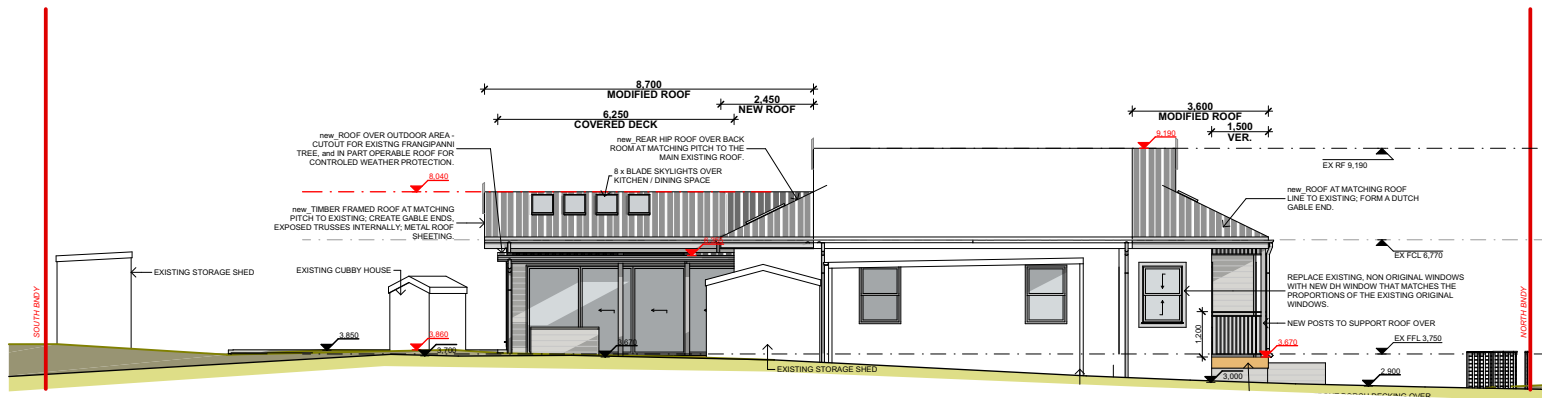 8,700
MODIFIED ROOF
2,450
NEW ROOF
6,250
COVERED DECK
3,600
MODIFIED ROOF
1,500
VER.
new_ROOF OVER OUTDOOR AREA -
CUTOUT FOR EXISTNG FRANGIPANNI
TREE, and IN PART OPERABLE ROOF FOR
CONTROLED WEATHER PROTECTION.
new_REAR HIP ROOF OVER BACK
ROOM AT MATCHING PITCH TO THE
MAIN EXISTING ROOF.
8 x BLADE SKYLIGHTS OVER
KITCHEN / DINING SPACE
9,190
EX RF 9,190
8,040
new_TIMBER FRAMED ROOF AT MATCHING
PITCH TO EXISTING; CREATE GABLE ENDS,
EXPOSED TRUSSES INTERNALLY; METAL ROOF
SHEETING.
new_ROOF AT MATCHING ROOF
LINE TO EXISTING; FORM A DUTCH
GABLE END.
EX FCL 6,770
EXISTING STORAGE SHED
EXISTING CUBBY HOUSE
REPLACE EXISTING, NON ORIGINAL WINDOWS
WITH NEW DH WINDOW THAT MATCHES THE
PROPORTIONS OF THE EXISTING ORIGINAL
WINDOWS.
SOUTH BNDY
NORTH BNDY
1,200
NEW POSTS TO SUPPORT ROOF OVER
3,850
3,860
3,700
3,670
3,670
EX FFL 3,750
EXISTING STORAGE SHED
3,000
2,900
PORCH DECKING OVER